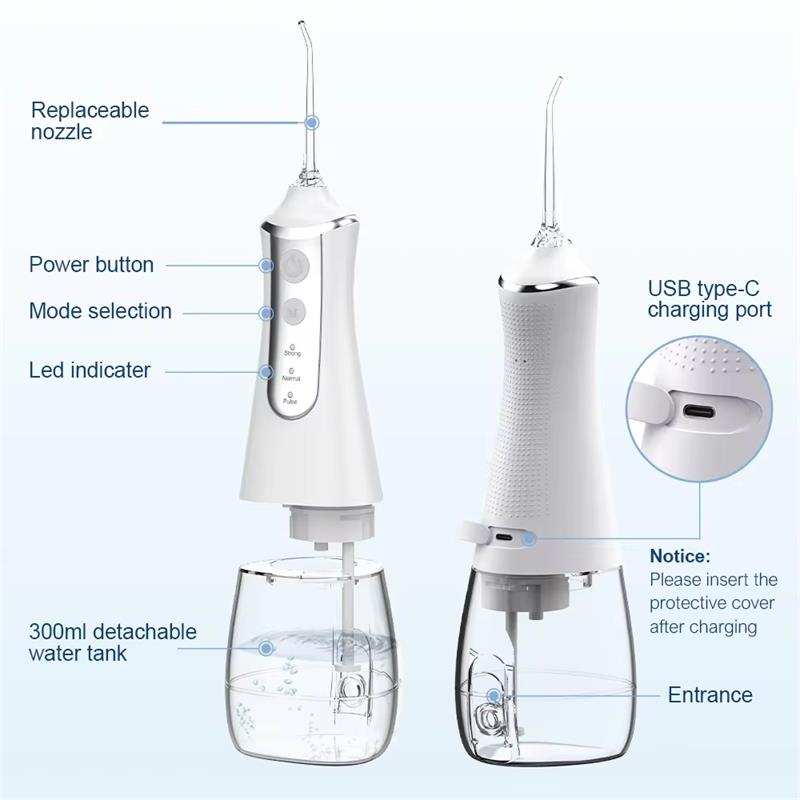 Replaceable
nozzle
Power button
Mode selection
Led indicater
Strong
Normal
Pulse
300ml detachable
water tank
USB type-C
charging port
Notice:
Please insert the
protective cover
after charging
Entrance